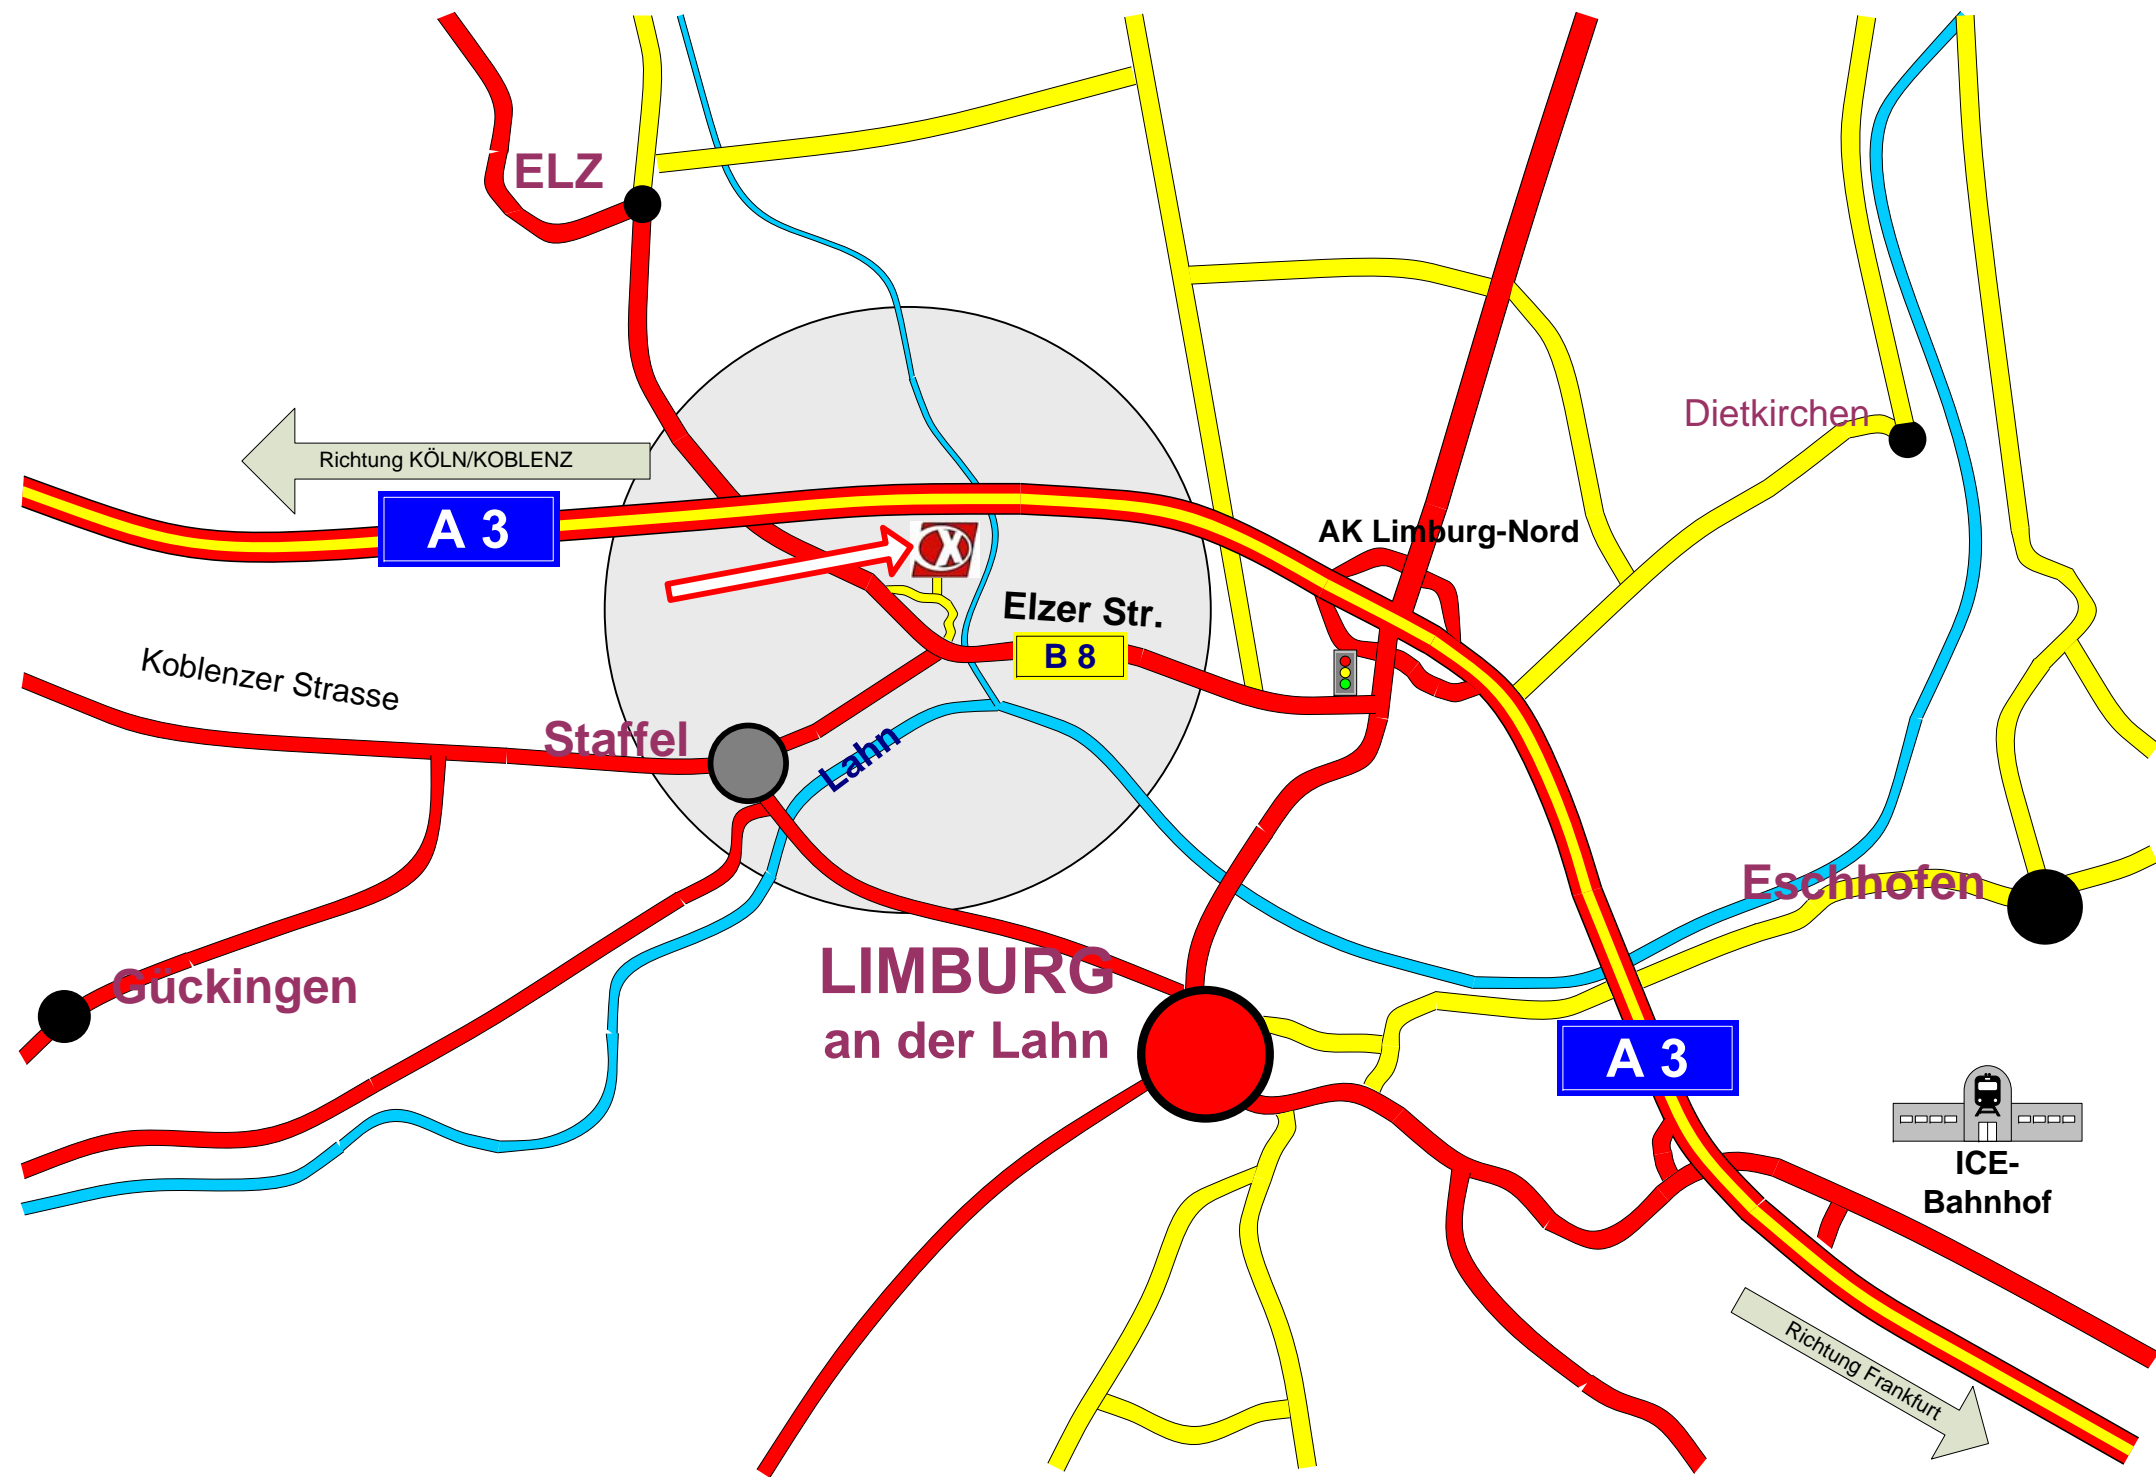 ELZ
Dietkirchen
Richtung KÖLN/KOBLENZ
A 3
AK Limburg-Nord
X
Elzer Str.
B 8
Koblenzer Strasse
Staffel
Lahn
Eschhofen
LIMBURG
an der Lahn
Gückingen
A 3
ICE-
Bahnhof
Richtung Frankfurt